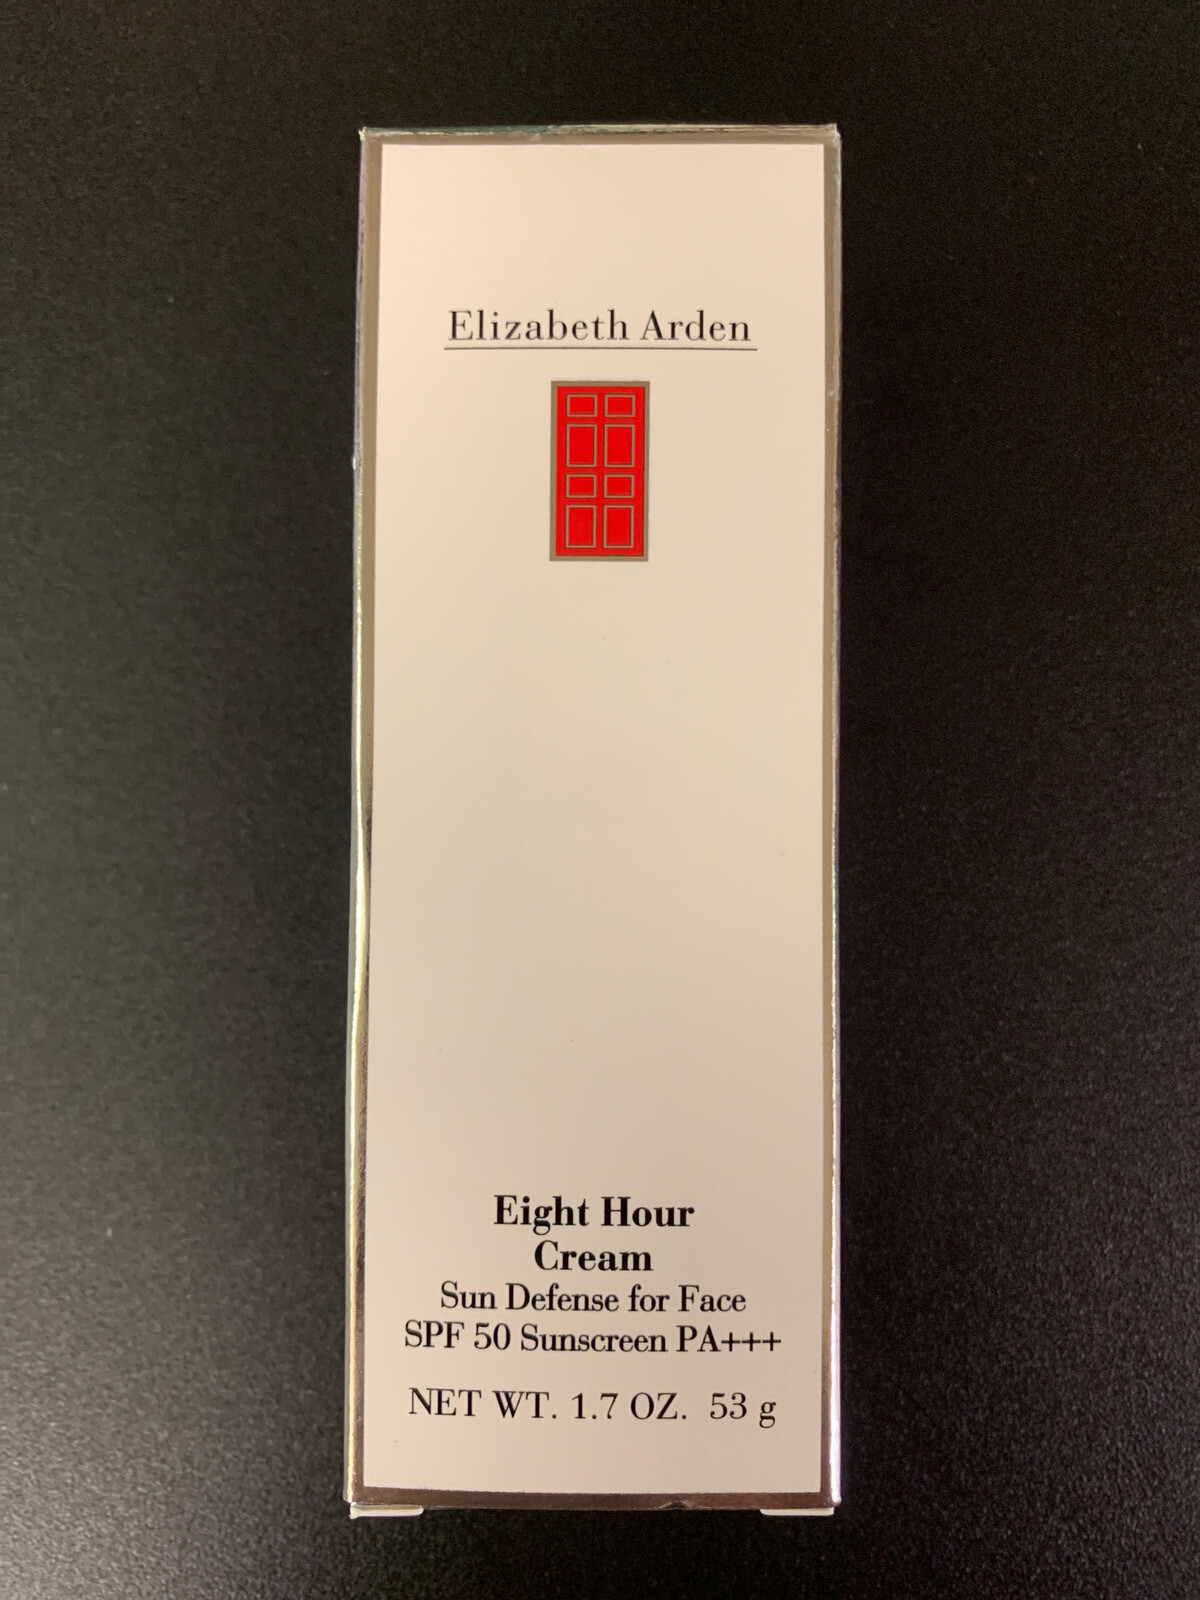 Elizabeth Arden
Eight Hour
Cream
Sun Defense for Face
SPF 50 Sunscreen PA+++
NET WT. 1.7 OZ. 53 g